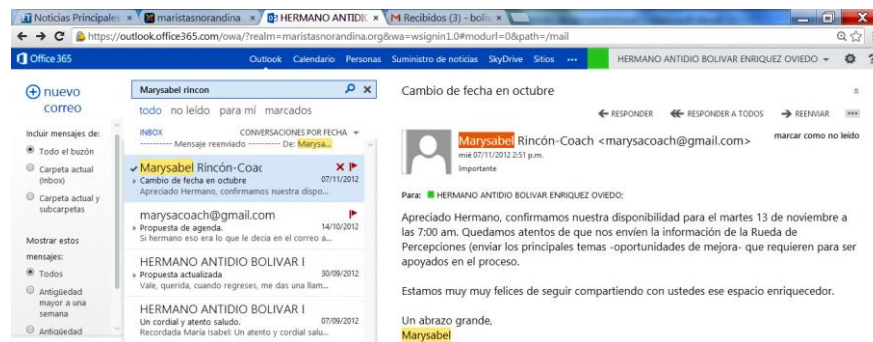 Noticias Principales
maristasnorandina
HERMANO ANTIDIC
Recibidos (3) - boliv
https://outlook.office365.com/owa/?realm=maristasnorandina.org&wa=wsignin1.0#modurl=0&path=/mail
Office 365
Outlook Calendario Personas Suministro de noticias SkyDrive Sitios ...
HERMANO ANTIDIO BOLIVAR ENRIQUEZ OVIEDO
?
nuevo
correo
Incluir mensajes de:
Todo el buzón
Carpeta actual
(Inbox)
Carpeta actual y
subcarpetas
Mostrar estos
mensajes:
Todos
Antigüedad
mayor a una
semana
Antigüedad
Marysabel rincon
todo no leído para mí marcados
INBOX CONVERSACIONES POR FECHA
---------- Mensaje reenviado ---------- De: Marysa...
Marysabel Rincón-Coac
Cambio de fecha en octubre 07/11/2012
Apreciado Hermano, confirmamos nuestra dispo...
marysacoach@gmail.com
Propuesta de agenda. 14/10/2012
Si hermano eso era lo que le decia en el correo a...
HERMANO ANTIDIO BOLIVAR E
Propuesta actualizada 30/09/2012
Vale, querida, cuando regreses, me das una llam...
HERMANO ANTIDIO BOLIVAR E
Un cordial y atento saludo. 07/09/2012
Recordada María Isabel: Un atento y cordial salu...
Cambio de fecha en octubre
RESPONDER RESPONDER A TODOS REENVIAR ...
Marysabel Rincón-Coach <marysacoach@gmail.com>
marcar como no leído
mié 07/11/2012 2:51 p.m.
Importante
Para: HERMANO ANTIDIO BOLIVAR ENRIQUEZ OVIEDO;
Apreciado Hermano, confirmamos nuestra disponibilidad para el martes 13 de noviembre a
las 7:00 am. Quedamos atentos de que nos envíen la información de la Rueda de
Percepciones (enviar los principales temas -oportunidades de mejora- que requieren para ser
apoyados en el proceso.
Estamos muy muy felices de seguir compartiendo con ustedes ese espacio enriquecedor.
Un abrazo grande,
Marysabel